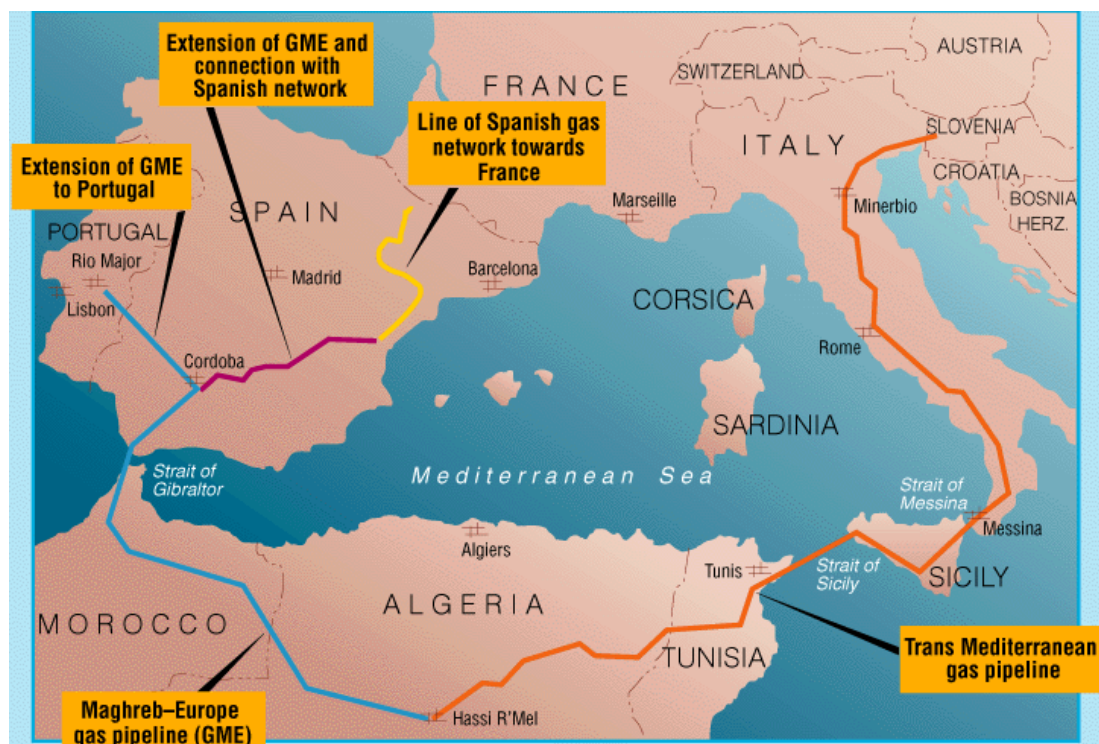 Extension of GME and
connection with
Spanish network
AUSTRIA
SWITZERLAND
FRANCE
Line of Spanish gas
network towards
France
SLOVENIA
ITALY
CROATIA
Extension of GME
to Portugal
BOSNIA
HERZ.
Minerbio
Marseille
SPAIN
PORTUGAL
Rio Major
Madrid
Barcelona
Lisbon
CORSICA
Rome
Cordoba
SARDINIA
Strait of
Gibraltor
Mediterranean Sea
Strait of
Messina
Messina
Algiers
Tunis
Strait of
Sicily
SICILY
ALGERIA
MOROCCO
TUNISIA
Trans Mediterranean
gas pipeline
Hassi R'Mel
Maghreb–Europe
gas pipeline (GME)